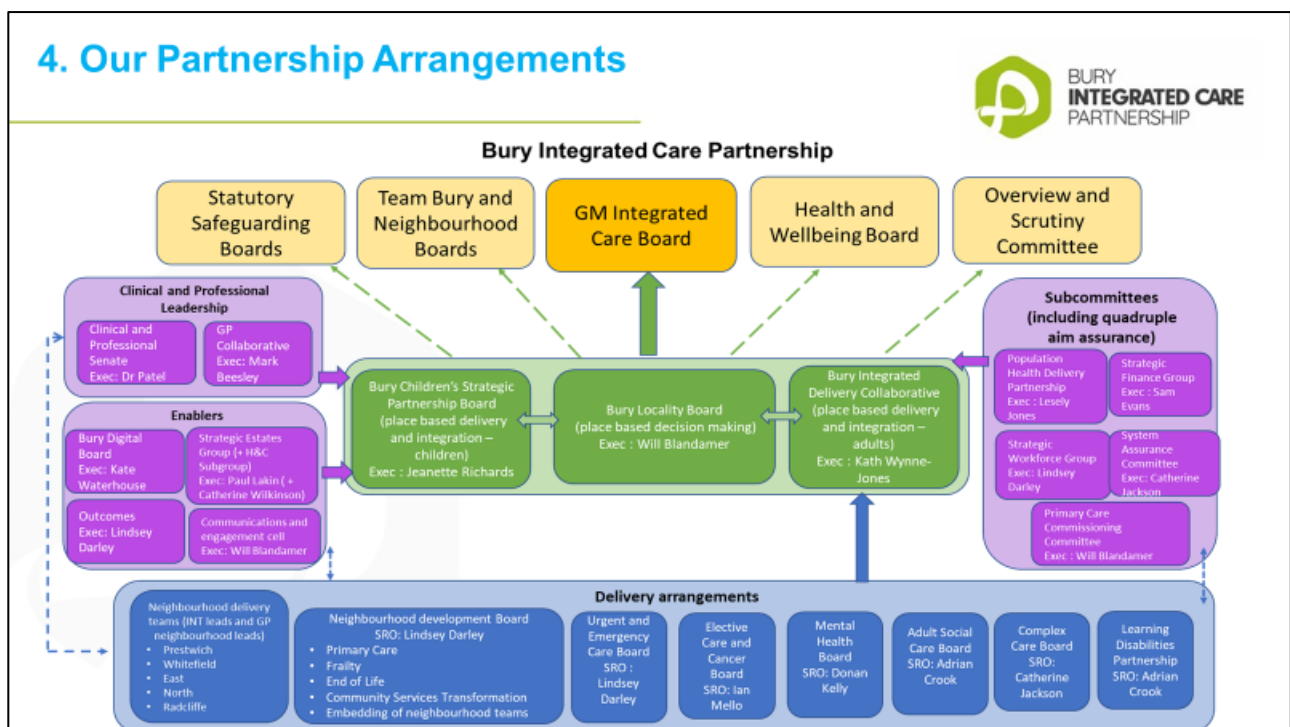 4. Our Partnership Arrangements
BURY
INTEGRATED CARE
PARTNERSHIP
Bury Integrated Care Partnership
Statutory
Safeguarding
Boards
Team Bury and
Neighbourhood
Boards
GM Integrated
Care Board
Health and
Wellbeing Board
Overview and
Scrutiny
Committee
Clinical and Professional
Leadership
Clinical and
Professional
Senate
Exec: Dr Patel
GP
Collaborative
Exec: Mark
Beesley
Enablers
Bury Digital
Board
Exec: Kate
Waterhouse
Strategic Estates
Group (+ H&C
Subgroup)
Exec: Paul Lakin ( +
Catherine Wilkinson)
Outcomes
Exec: Lindsey
Darley
Communications and
engagement cell
Exec: Will Blandamer
Bury Children's Strategic
Partnership Board
(place based delivery
and integration –
children)
Exec : Jeanette Richards
Bury Locality Board
(place based decision making)
Exec : Will Blandamer
Bury Integrated
Delivery Collaborative
(place based delivery
and integration –
adults)
Exec : Kath Wynne-
Jones
Subcommittees
(including quadruple
aim assurance)
Population
Health Delivery
Partnership
Exec : Lesely
Jones
Strategic
Finance Group
Exec : Sam
Evans
Strategic
Workforce Group
Exec: Lindsey
Darley
System
Assurance
Committee
Exec: Catherine
Jackson
Primary Care
Commissioning
Committee
Exec : Will Blandamer
Delivery arrangements
Neighbourhood delivery
teams (INT leads and GP
neighbourhood leads)
• Prestwich
• Whitefield
• East
• North
• Radcliffe
Neighbourhood development Board
SRO: Lindsey Darley
• Primary Care
• Frailty
• End of Life
• Community Services Transformation
• Embedding of neighbourhood teams
Urgent and
Emergency
Care Board
SRO :
Lindsey
Darley
Elective
Care and
Cancer
Board
SRO: Ian
Mello
Mental
Health
Board
SRO: Donan
Kelly
Adult Social
Care Board
SRO: Adrian
Crook
Complex
Care Board
SRO:
Catherine
Jackson
Learning
Disabilities
Partnership
SRO: Adrian
Crook